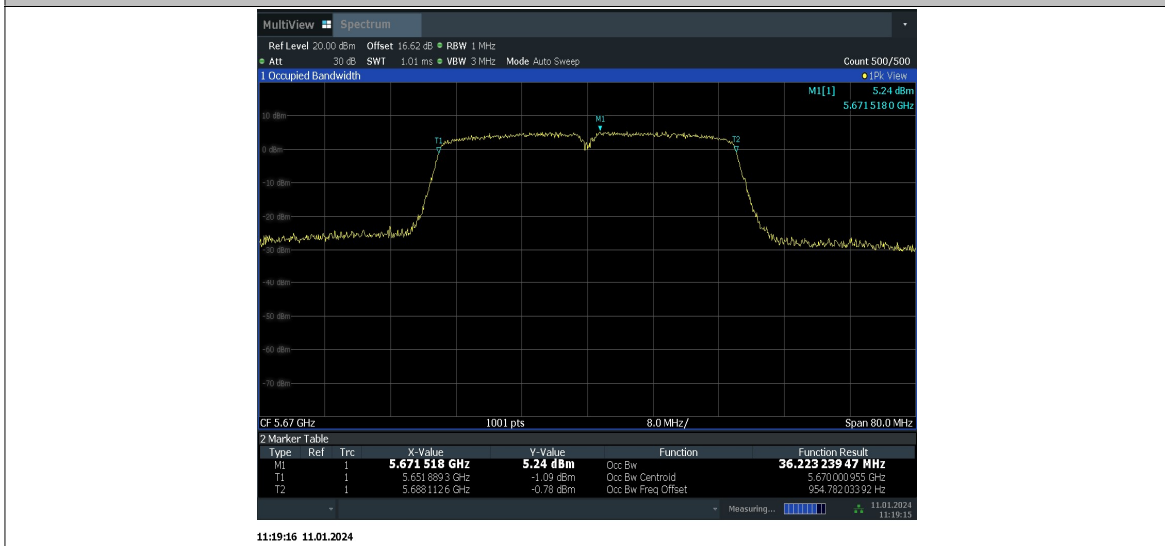 MultiView Spectrum
Ref Level 20.00 dBm Offset 16.62 dB RBW 1 MHz
Att 30 dB SWT 1.01 ms VBW 3 MHz Mode Auto Sweep Count 500/500
1 Occupied Bandwidth 1Pk View
M1[1] 5.24 dBm
5.671 518 0 GHz
10 dBm
M1
T1
T2
0 dBm
-10 dBm
-20 dBm
-30 dBm
-40 dBm
-50 dBm
-60 dBm
-70 dBm
CF 5.67 GHz 1001 pts 8.0 MHz/ Span 80.0 MHz
2 Marker Table
Type Ref Trc X-Value Y-Value Function Function Result
M1 1 5.671 518 GHz 5.24 dBm Occ Bw 36.223 239 47 MHz
T1 1 5.651 889 3 GHz -1.09 dBm Occ Bw Centroid 5.670 000 955 GHz
T2 1 5.688 112 6 GHz -0.78 dBm Occ Bw Freq Offset 954.782 033 92 Hz
Measuring... 11.01.2024
11:19:15
11:19:16 11.01.2024